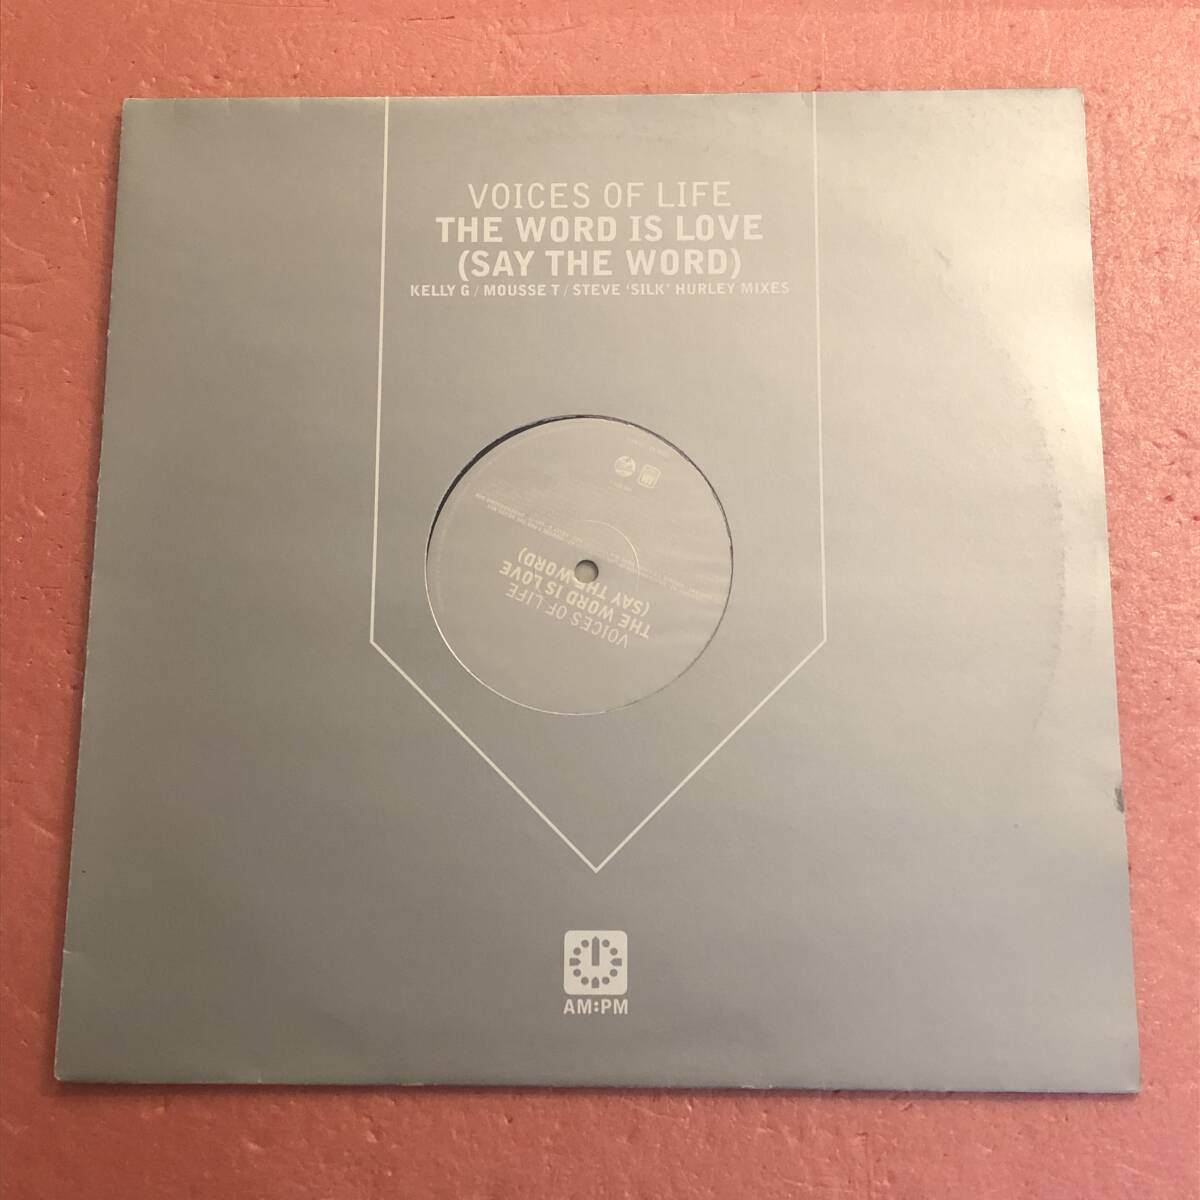 VOICES OF LIFE
THE WORD IS LOVE
(SAY THE WORD)
KELLY G / MOUSSE T / STEVE ‘SILK’ HURLEY MIXES
VOICES OF LIFE
THE WORD IS LOVE
(SAY THE WORD)
AM:PM